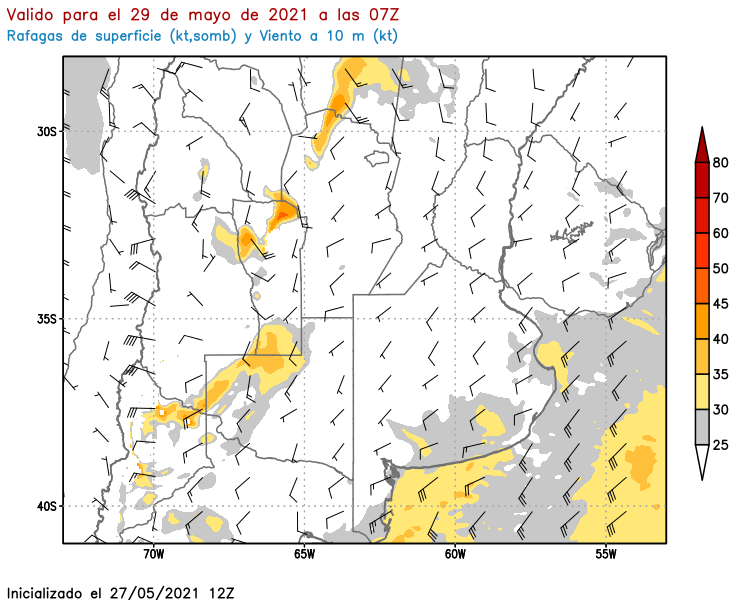 Valido para el 29 de mayo de 2021 a las 07Z
Rafagas de superficie (kt,somb) y Viento a 10 m (kt)
30S
35S
40S
70W
65W
60W
55W
80
70
60
50
45
40
35
30
25
Inicializado el 27/05/2021 12Z